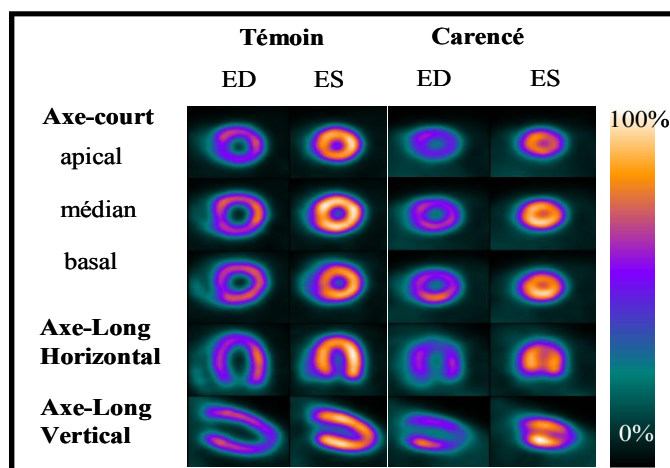 Témoin Carencé
ED ES ED ES
Axe-court
100%
apical
médian
basal
Axe-Long
Horizontal
Axe-Long
Vertical
0%